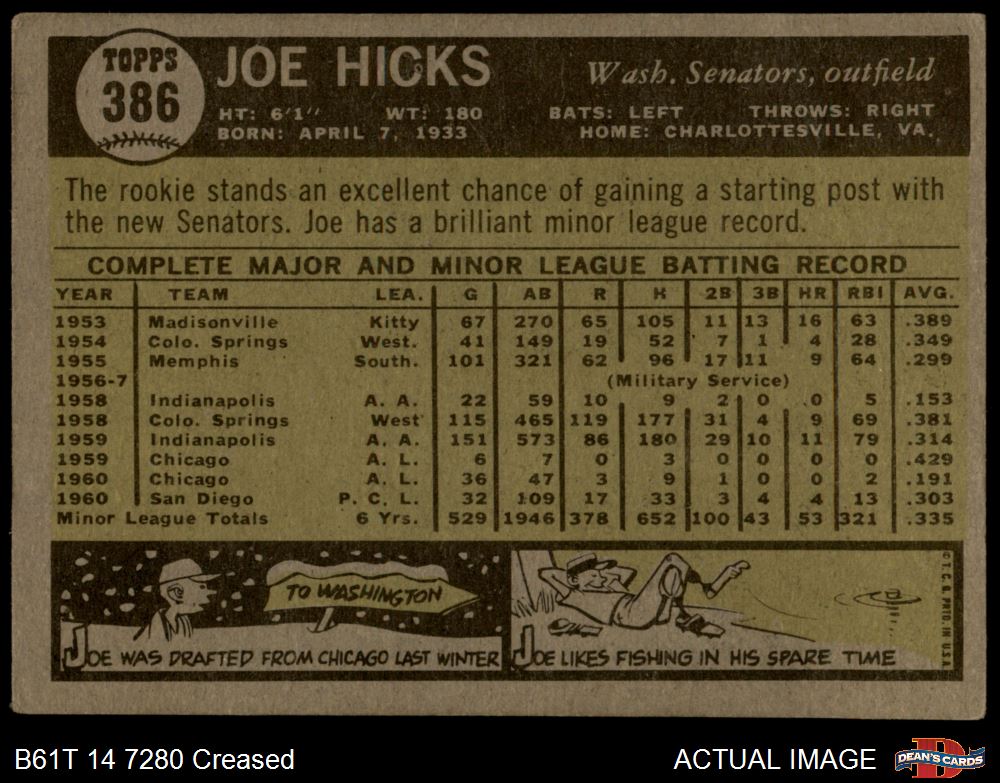 TOPPS
386
JOE HICKS
Wash. Senators, outfield
HT: 6'1" WT: 180 BATS: LEFT THROWS: RIGHT
BORN: APRIL 7, 1933 HOME: CHARLOTTESVILLE, VA.
The rookie stands an excellent chance of gaining a starting post with
the new Senators. Joe has a brilliant minor league record.
COMPLETE MAJOR AND MINOR LEAGUE BATTING RECORD
YEAR TEAM LEA. G AB R H 2B 3B HR RBI AVG.
1953 Madisonville Kitty 67 270 65 105 11 13 16 63 .389
1954 Colo. Springs West. 41 149 19 52 7 1 4 28 .349
1955 Memphis South. 101 321 62 96 17 11 9 64 .299
1956-7 (Military Service)
1958 Indianapolis A. A. 22 59 10 9 2 0 0 5 .153
1958 Colo. Springs West 115 465 119 177 31 4 9 69 .381
1959 Indianapolis A. A. 151 573 86 180 29 10 11 79 .314
1959 Chicago A. L. 6 7 0 3 0 0 0 0 .429
1960 Chicago A. L. 36 47 3 9 1 0 0 2 .191
1960 San Diego P. C. L. 32 109 17 33 3 4 4 13 .303
Minor League Totals 6 Yrs. 529 1946 378 652 100 43 53 321 .335
TO WASHINGTON
JOE WAS DRAFTED FROM CHICAGO LAST WINTER
JOE LIKES FISHING IN HIS SPARE TIME
© T.C.G. PRTD. IN U.S.A.
B61T 14 7280 Creased
ACTUAL IMAGE
D
DEAN'S CARDS